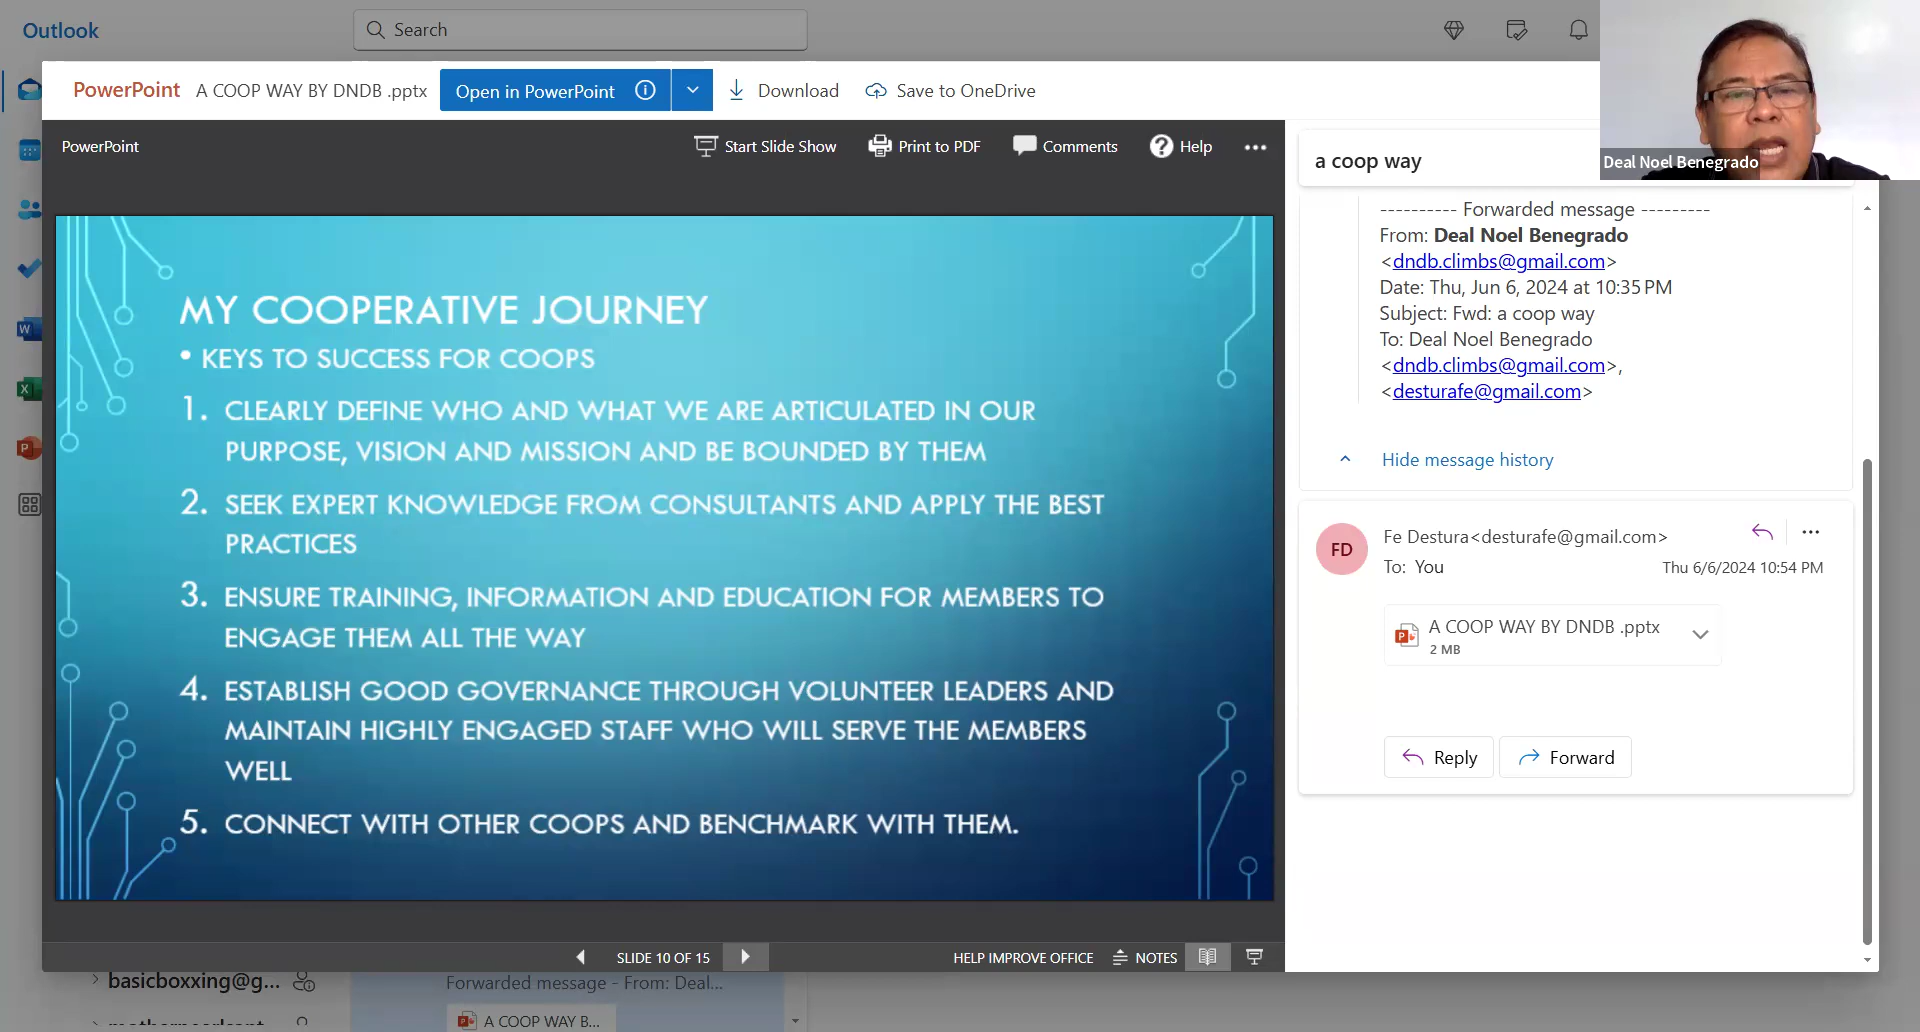 Outlook
Search
PowerPoint
A COOP WAY BY DNDB .pptx
Open in PowerPoint
Download
Save to OneDrive
Deal Noel Benegrado
PowerPoint
Start Slide Show
Print to PDF
Comments
Help
MY COOPERATIVE JOURNEY
• KEYS TO SUCCESS FOR COOPS
1. CLEARLY DEFINE WHO AND WHAT WE ARE ARTICULATED IN OUR
PURPOSE, VISION AND MISSION AND BE BOUNDED BY THEM
2. SEEK EXPERT KNOWLEDGE FROM CONSULTANTS AND APPLY THE BEST
PRACTICES
3. ENSURE TRAINING, INFORMATION AND EDUCATION FOR MEMBERS TO
ENGAGE THEM ALL THE WAY
4. ESTABLISH GOOD GOVERNANCE THROUGH VOLUNTEER LEADERS AND
MAINTAIN HIGHLY ENGAGED STAFF WHO WILL SERVE THE MEMBERS
WELL
5. CONNECT WITH OTHER COOPS AND BENCHMARK WITH THEM.
SLIDE 10 OF 15
HELP IMPROVE OFFICE
NOTES
a coop way
---------- Forwarded message ---------
From: Deal Noel Benegrado
<dndb.climbs@gmail.com>
Date: Thu, Jun 6, 2024 at 10:35 PM
Subject: Fwd: a coop way
To: Deal Noel Benegrado
<dndb.climbs@gmail.com>,
<desturafe@gmail.com>
Hide message history
FD
Fe Destura<desturafe@gmail.com>
To: You
Thu 6/6/2024 10:54 PM
A COOP WAY BY DNDB .pptx
2 MB
Reply
Forward
basicboxxing@g...
Forwarded message - From: Deal...
A COOP WAY B...